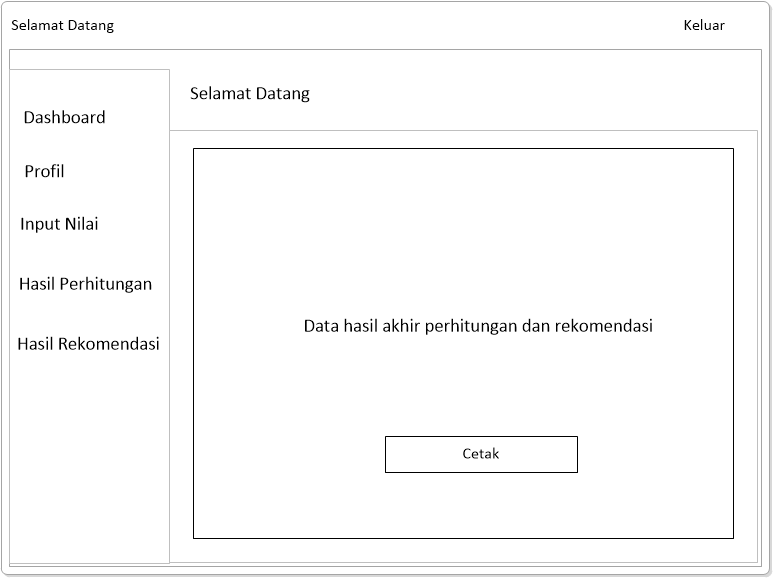 Selamat Datang
Keluar
Selamat Datang
Dashboard
Profil
Input Nilai
Hasil Perhitungan
Hasil Rekomendasi
Data hasil akhir perhitungan dan rekomendasi
Cetak